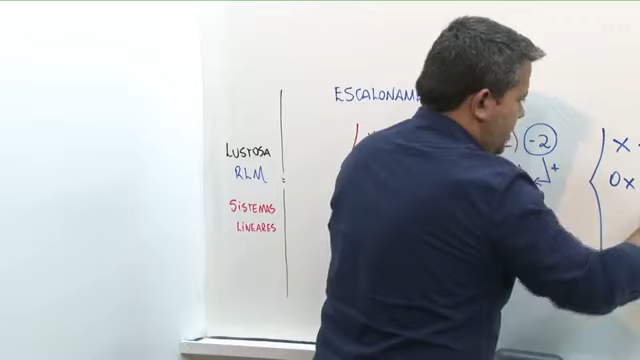 ESCALONAM
LUSTOSA
RLM
SISTEMAS
LINEARES
) -2
+
X
0X